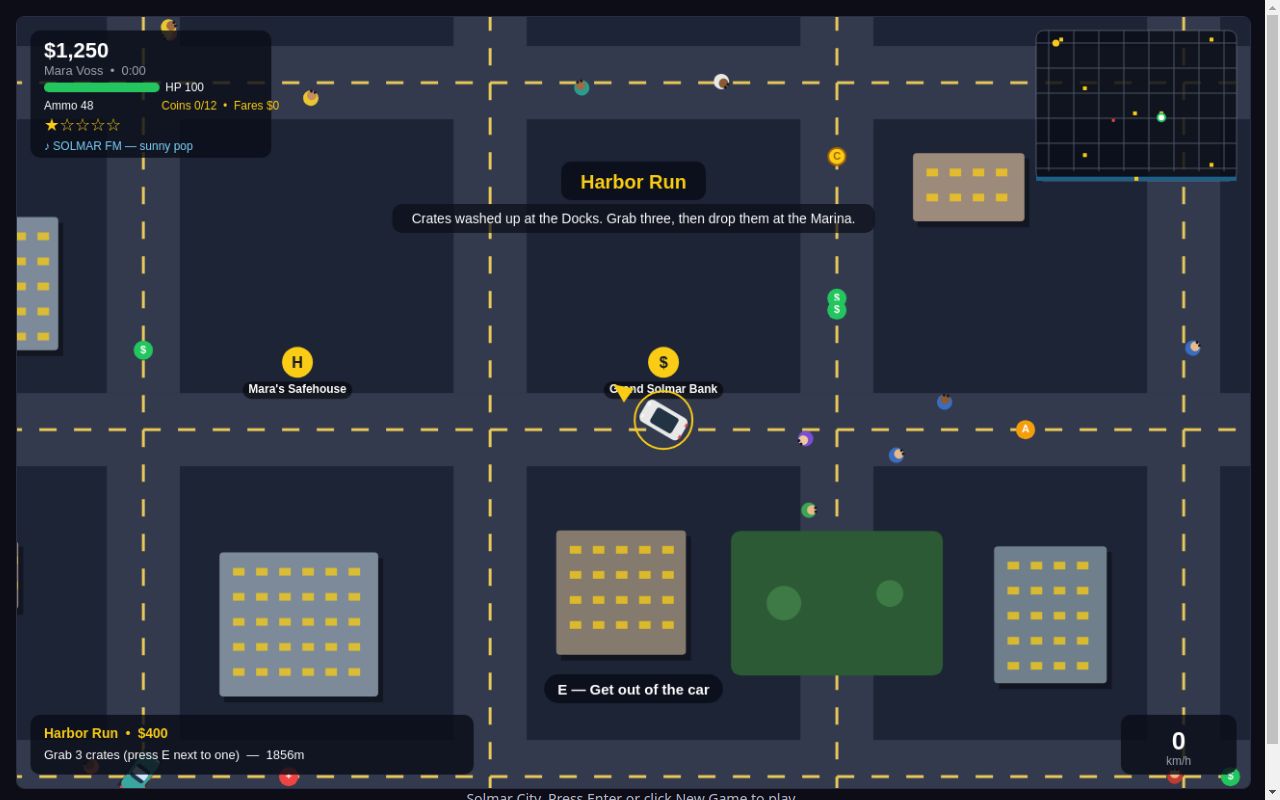 $1,250
Mara Voss • 0:00
HP 100
Ammo 48
Coins 0/12 • Fares $0
★☆☆☆☆
♪ SOLMAR FM — sunny pop
C
Harbor Run
Crates washed up at the Docks. Grab three, then drop them at the Marina.
$
$
$
H
$
Mara's Safehouse
Grand Solmar Bank
A
E — Get out of the car
Harbor Run • $400
Grab 3 crates (press E next to one) — 1856m
0
km/h
+
$
Solmar City. Press Enter or click New Game to play.